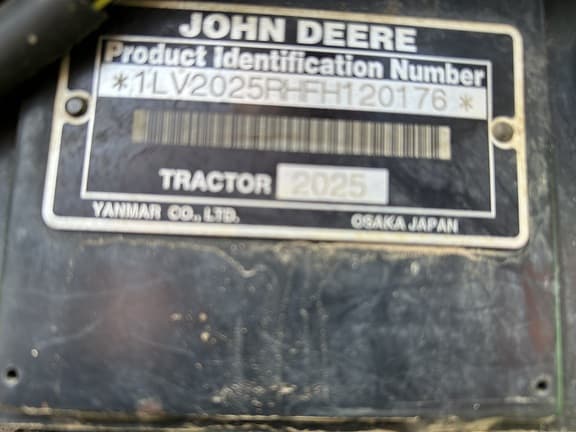 JOHN DEERE
Product Identification Number
*1LV2025RHFH120176*
TRACTOR 2025
YANMAR CO., LTD. OSAKA JAPAN